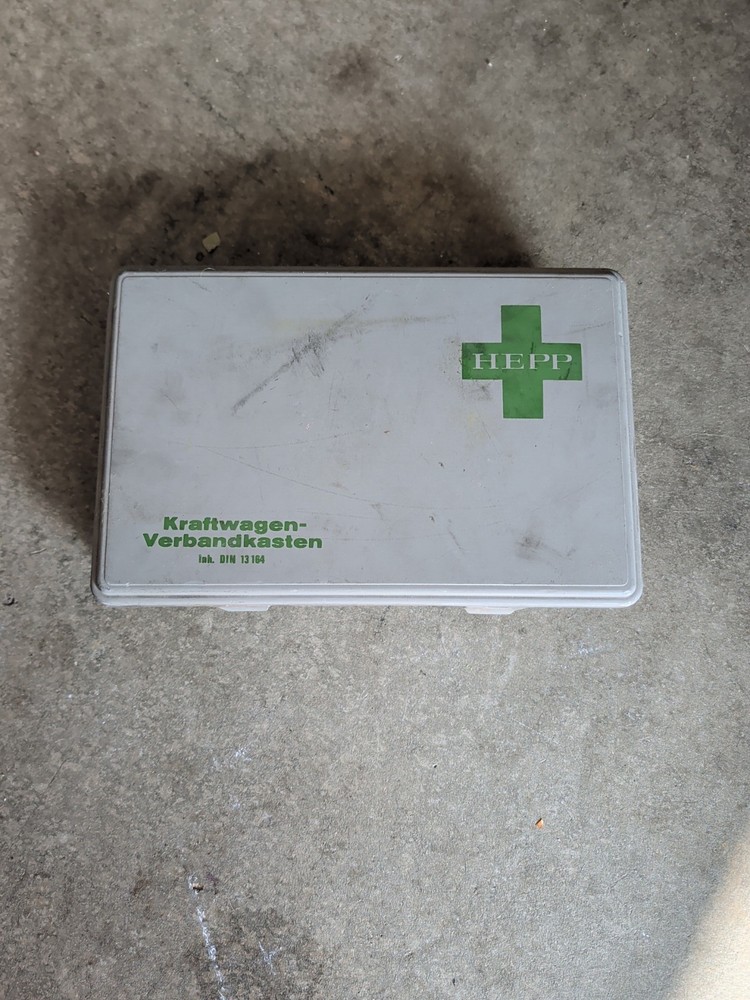 HEPP
Kraftwagen-
Verbandkasten
Inh. DIN 13164